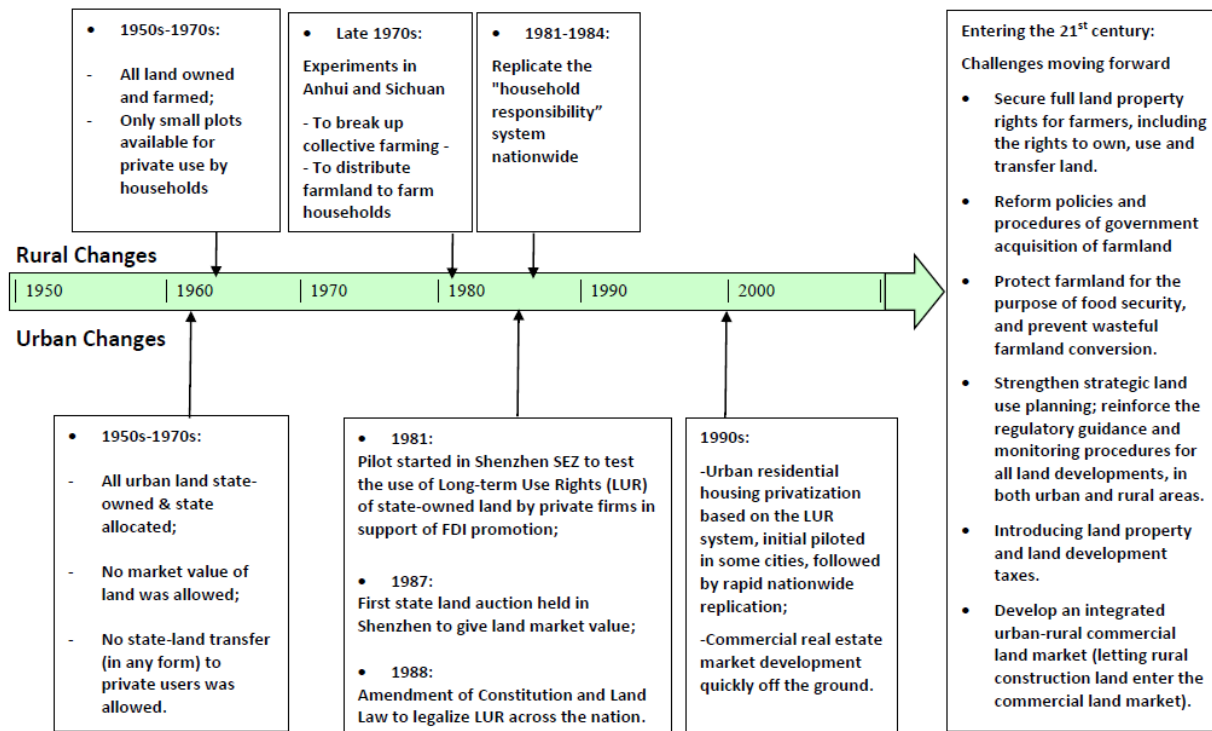 • 1950s-1970s:
- All land owned
and farmed;
- Only small plots
available for
private use by
households
• Late 1970s:
Experiments in
Anhui and Sichuan
- To break up
collective farming -
- To distribute
farmland to farm
households
• 1981-1984:
Replicate the
"household
responsibility”
system
nationwide
Rural Changes
1950
1960
1970
1980
1990
2000
Urban Changes
• 1950s-1970s:
- All urban land state-
owned & state
allocated;
- No market value of
land was allowed;
- No state-land transfer
(in any form) to
private users was
allowed.
• 1981:
Pilot started in Shenzhen SEZ to test
the use of Long-term Use Rights (LUR)
of state-owned land by private firms in
support of FDI promotion;
• 1987:
First state land auction held in
Shenzhen to give land market value;
• 1988:
Amendment of Constitution and Land
Law to legalize LUR across the nation.
1990s:
-Urban residential
housing privatization
based on the LUR
system, initial piloted
in some cities, followed
by rapid nationwide
replication;
-Commercial real estate
market development
quickly off the ground.
Entering the 21st century:
Challenges moving forward
• Secure full land property
rights for farmers, including
the rights to own, use and
transfer land.
• Reform policies and
procedures of government
acquisition of farmland
• Protect farmland for the
purpose of food security,
and prevent wasteful
farmland conversion.
• Strengthen strategic land
use planning; reinforce the
regulatory guidance and
monitoring procedures for
all land developments, in
both urban and rural areas.
• Introducing land property
and land development
taxes.
• Develop an integrated
urban-rural commercial
land market (letting rural
construction land enter the
commercial land market).